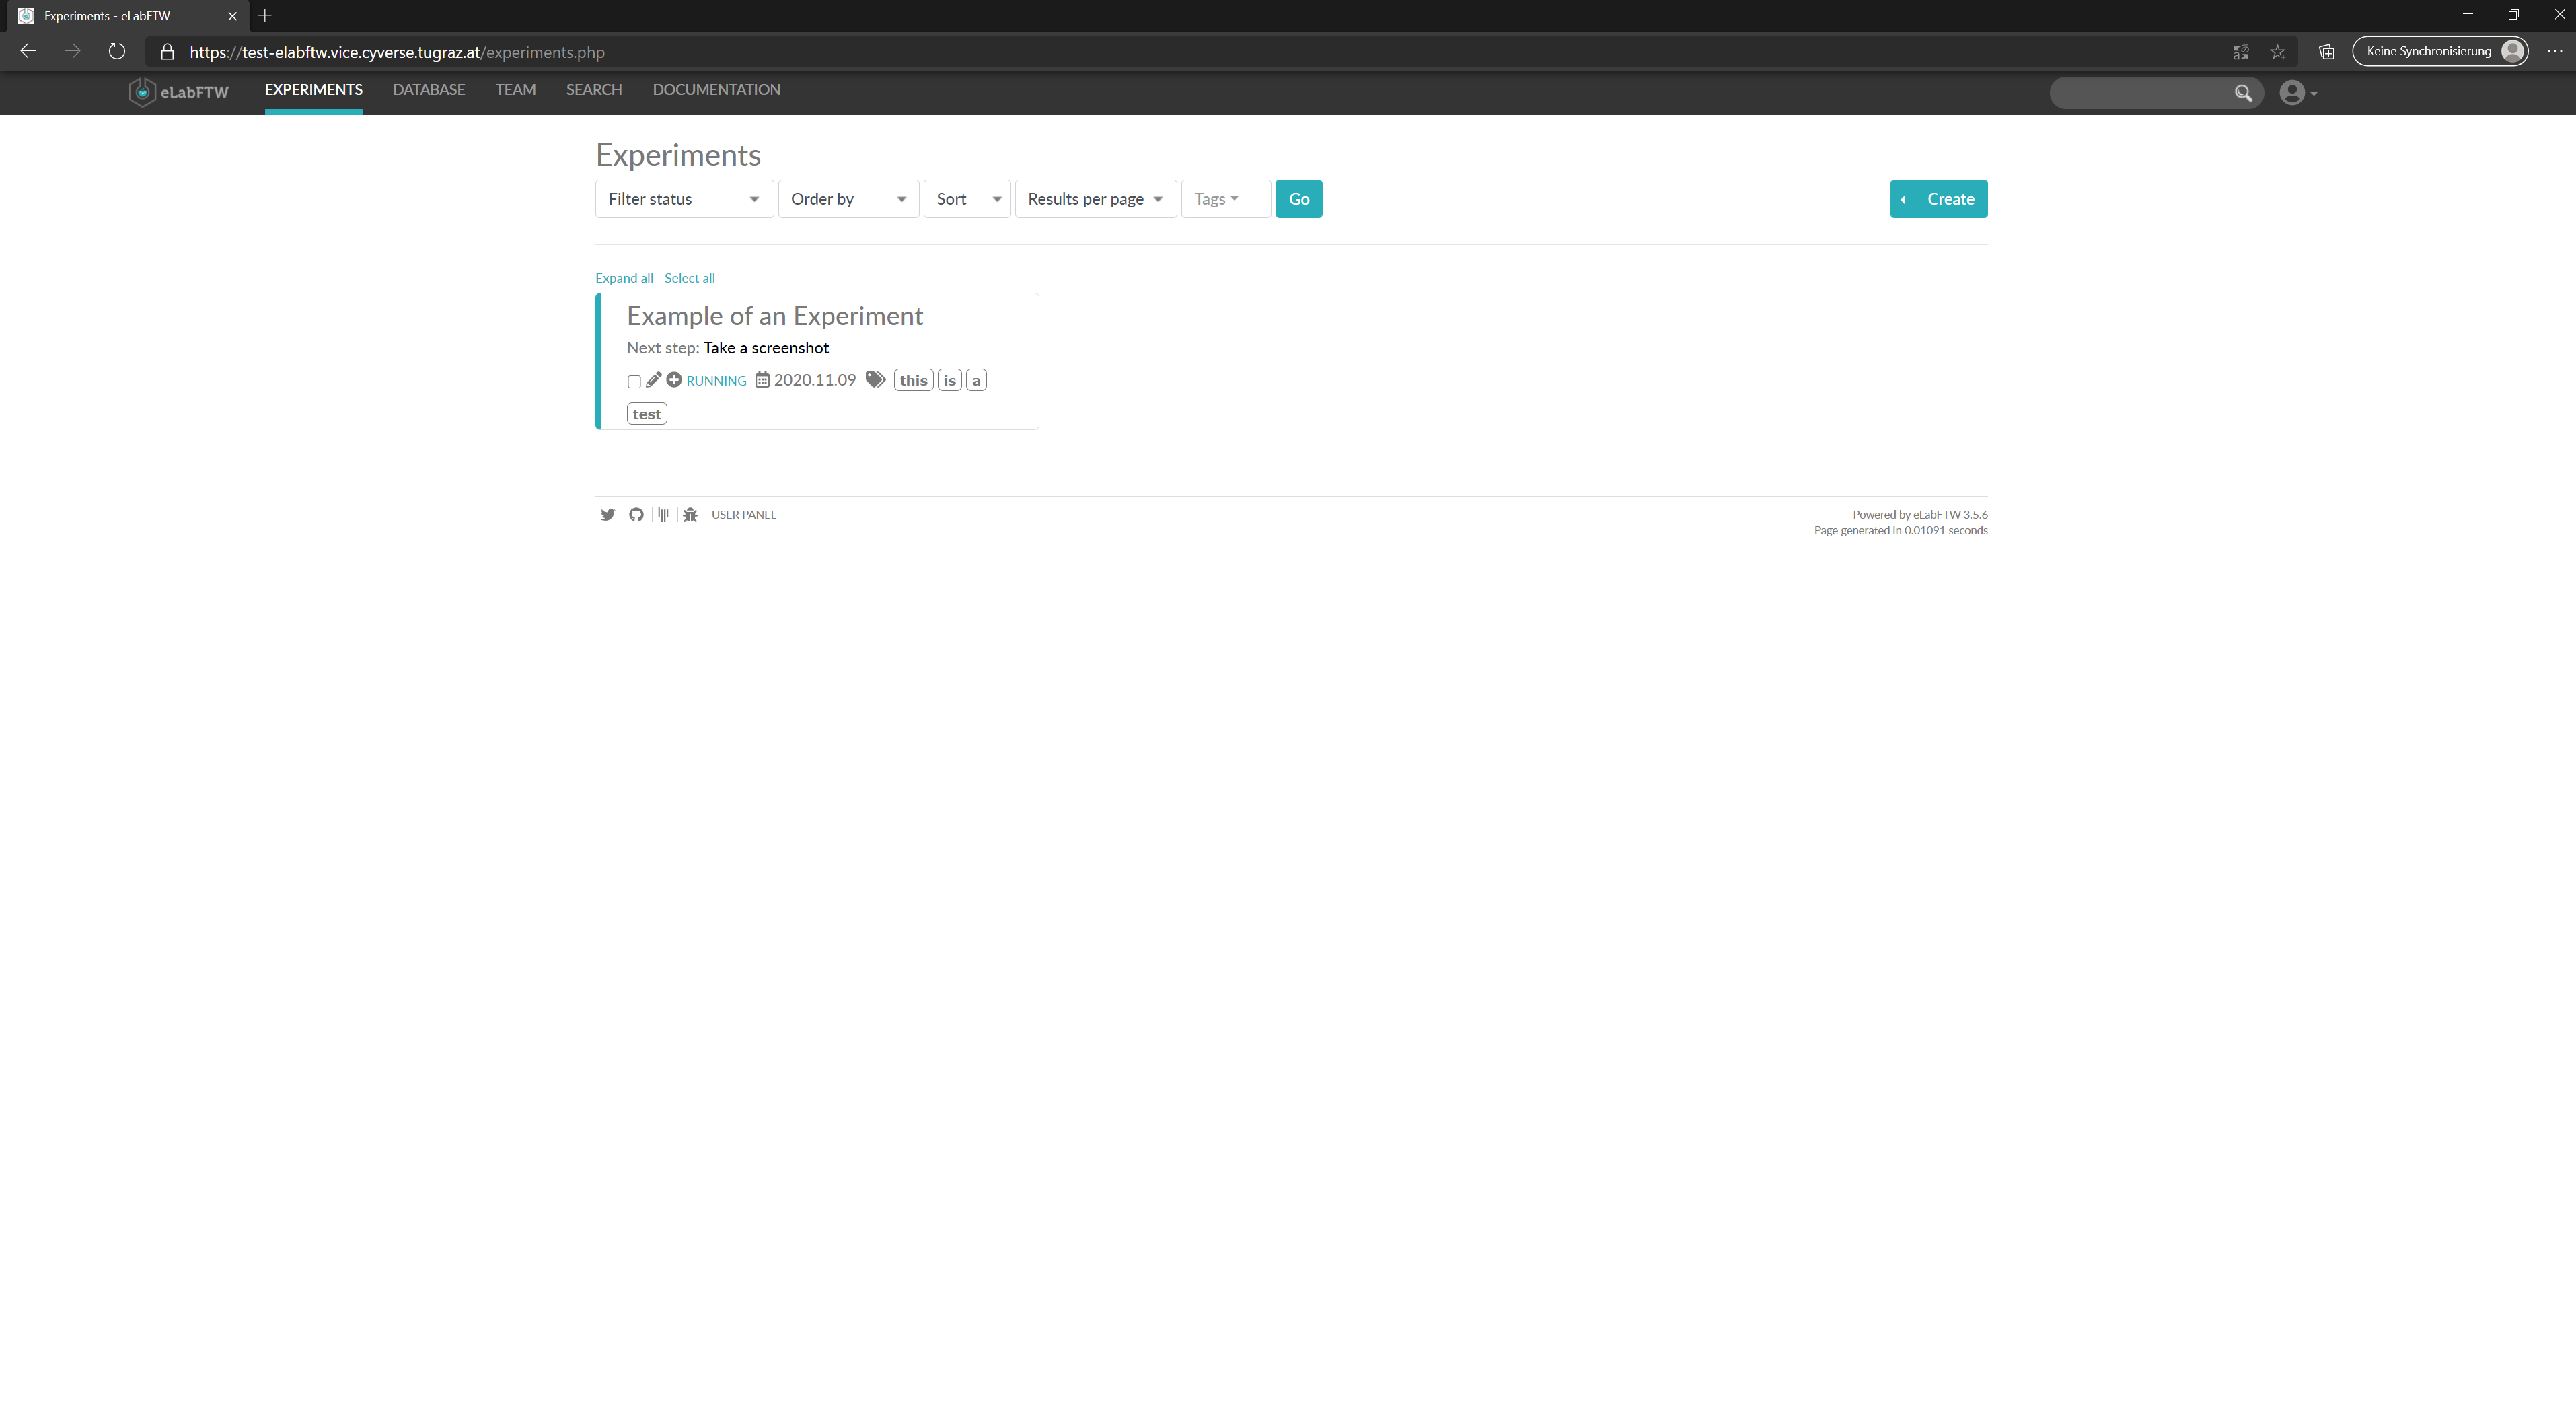 Experiments - eLabFTW
https://test-elabftw.vice.cyverse.tugraz.at/experiments.php
Keine Synchronisierung
eLabFTW EXPERIMENTS DATABASE TEAM SEARCH DOCUMENTATION
Experiments
Filter status Order by Sort Results per page Tags Go Create
Expand all - Select all
Example of an Experiment
Next step: Take a screenshot
RUNNING 2020.11.09 this is a
test
USER PANEL
Powered by eLabFTW 3.5.6
Page generated in 0.01091 seconds